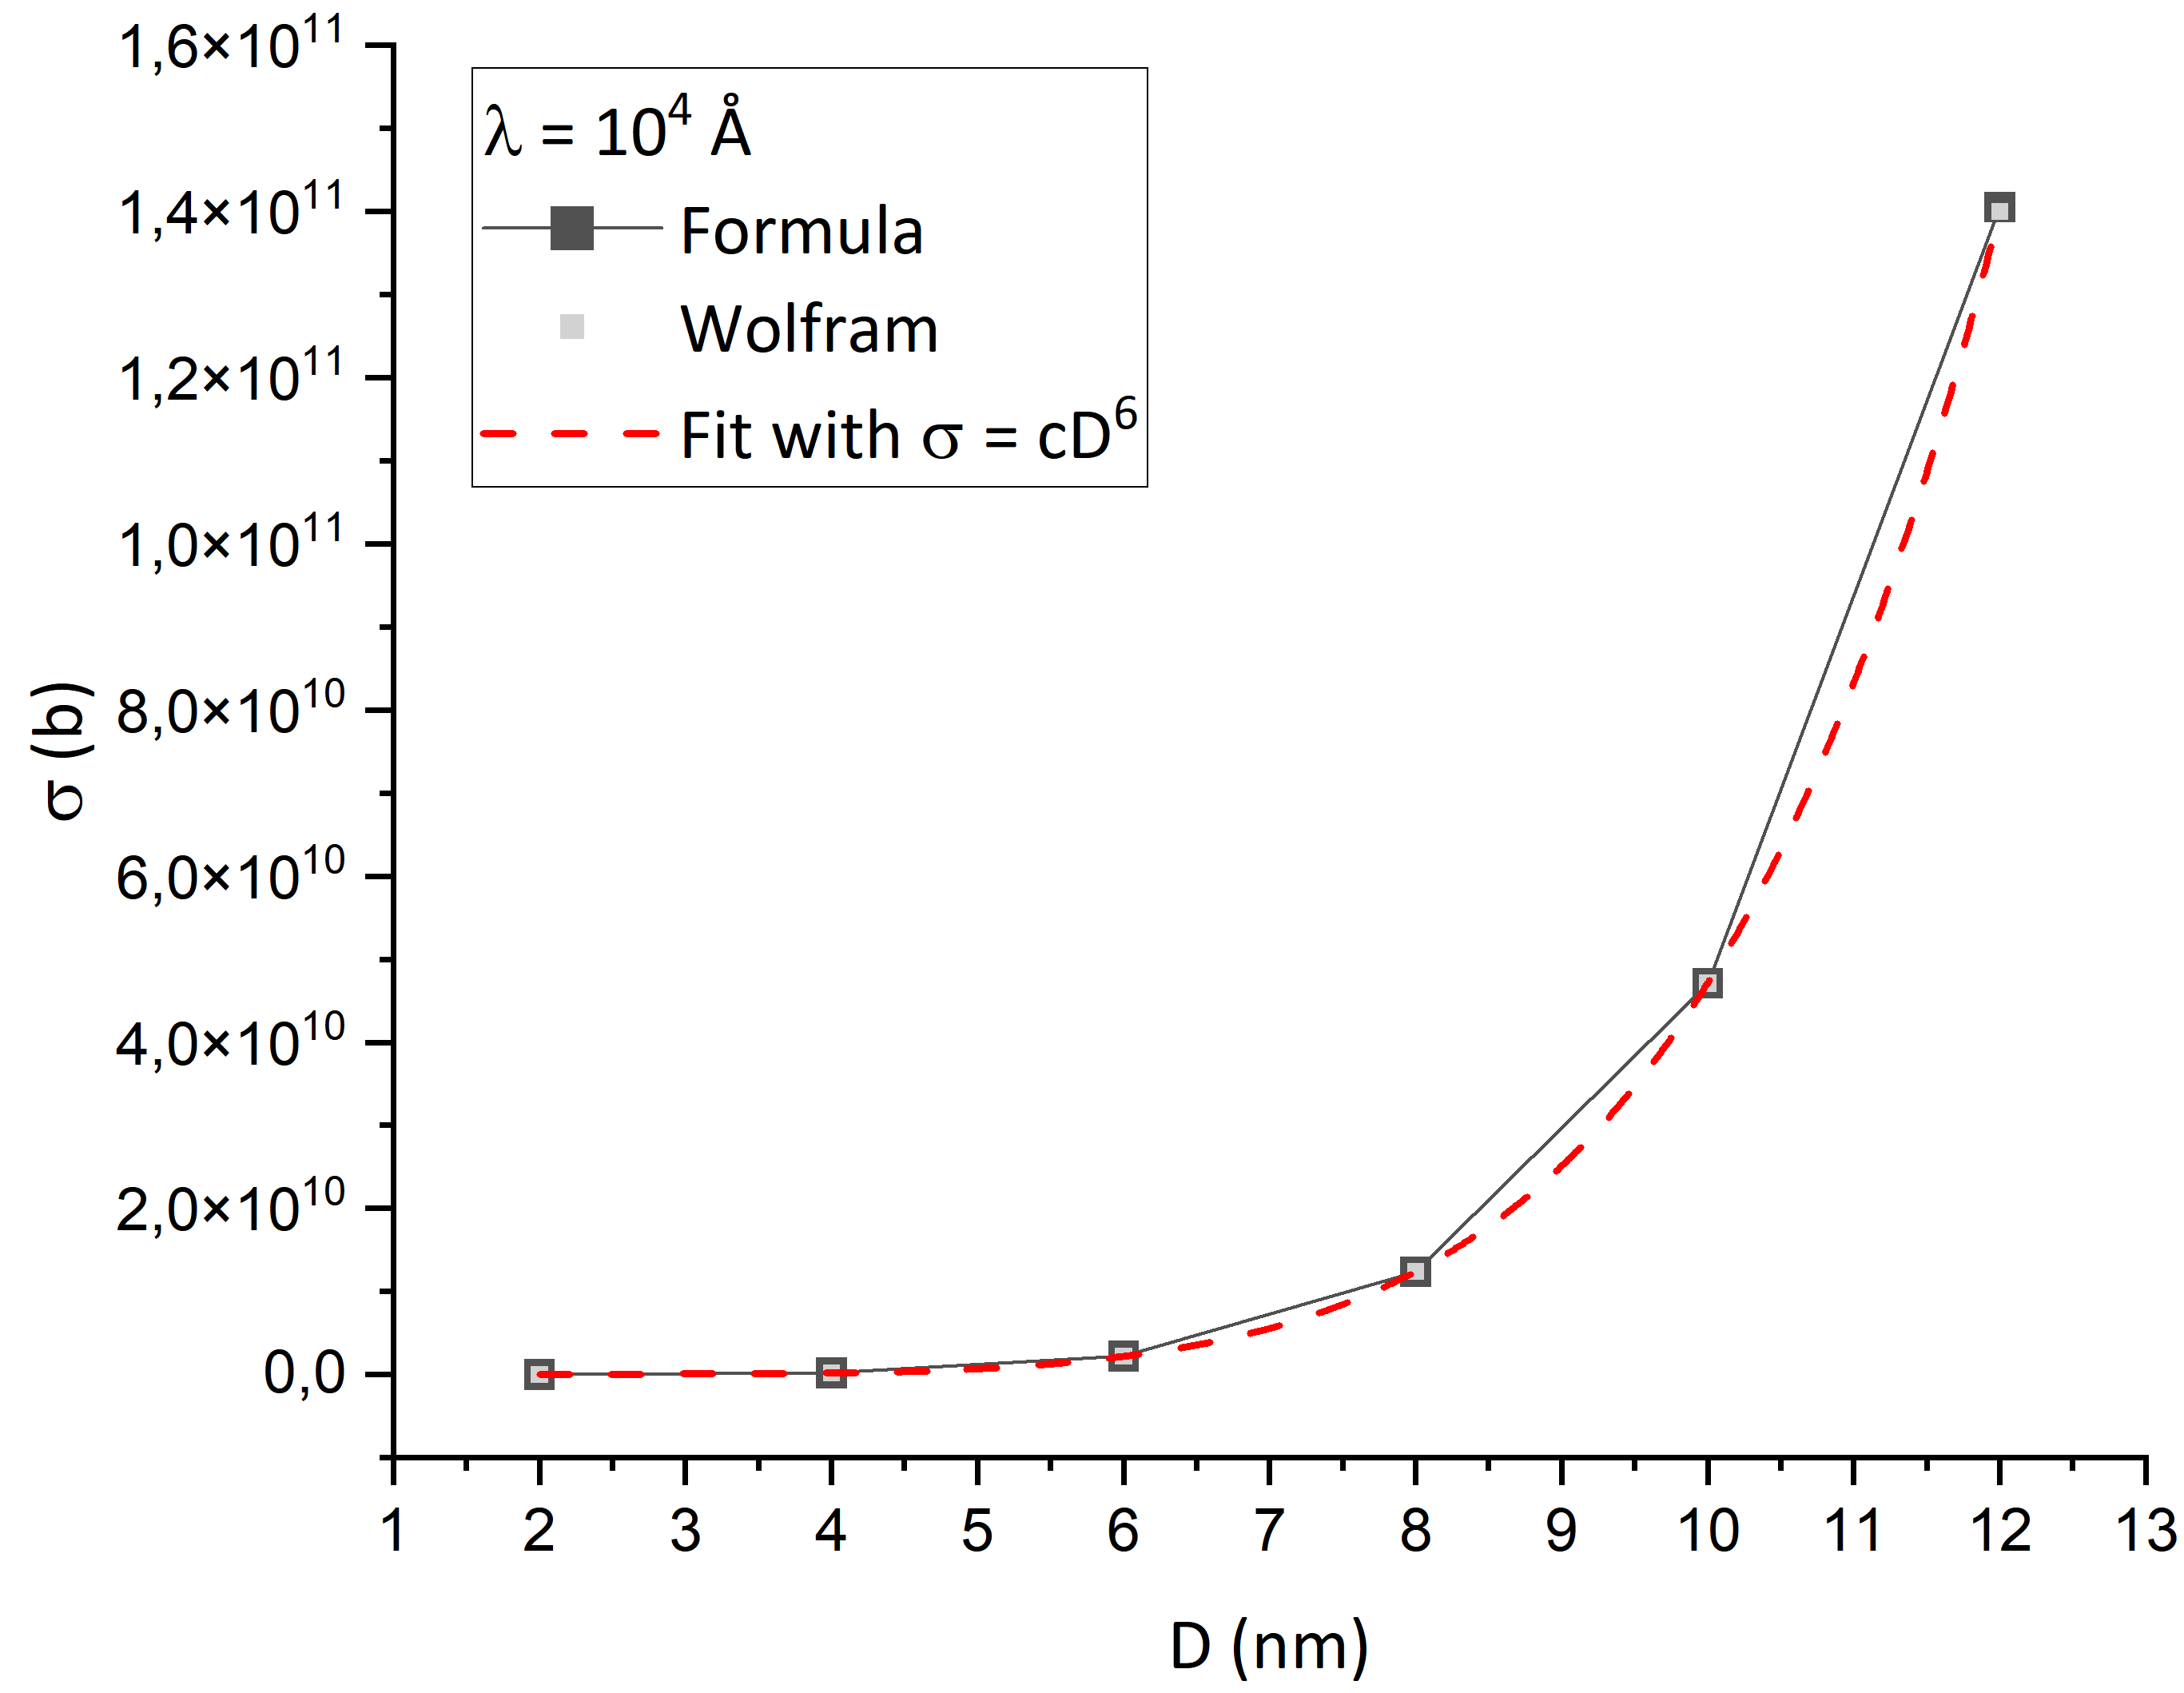 1,6×10¹¹
1,4×10¹¹
1,2×10¹¹
1,0×10¹¹
8,0×10¹⁰
6,0×10¹⁰
4,0×10¹⁰
2,0×10¹⁰
0,0
σ (b)
λ = 10⁴ Å
Formula
Wolfram
Fit with σ = cD⁶
1 2 3 4 5 6 7 8 9 10 11 12 13
D (nm)